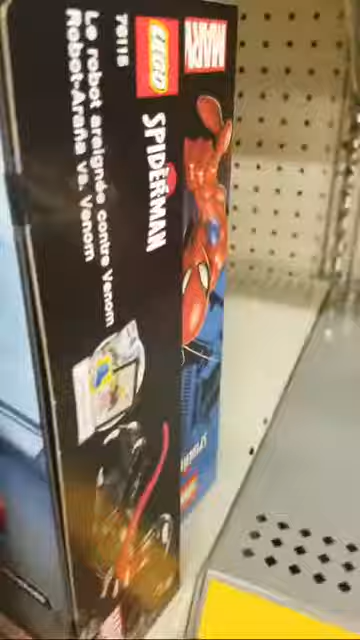 MARVEL
LEGO
76115
SPIDERMAN
Le robot araignée contre Venom
Robot-Araña vs. Venom